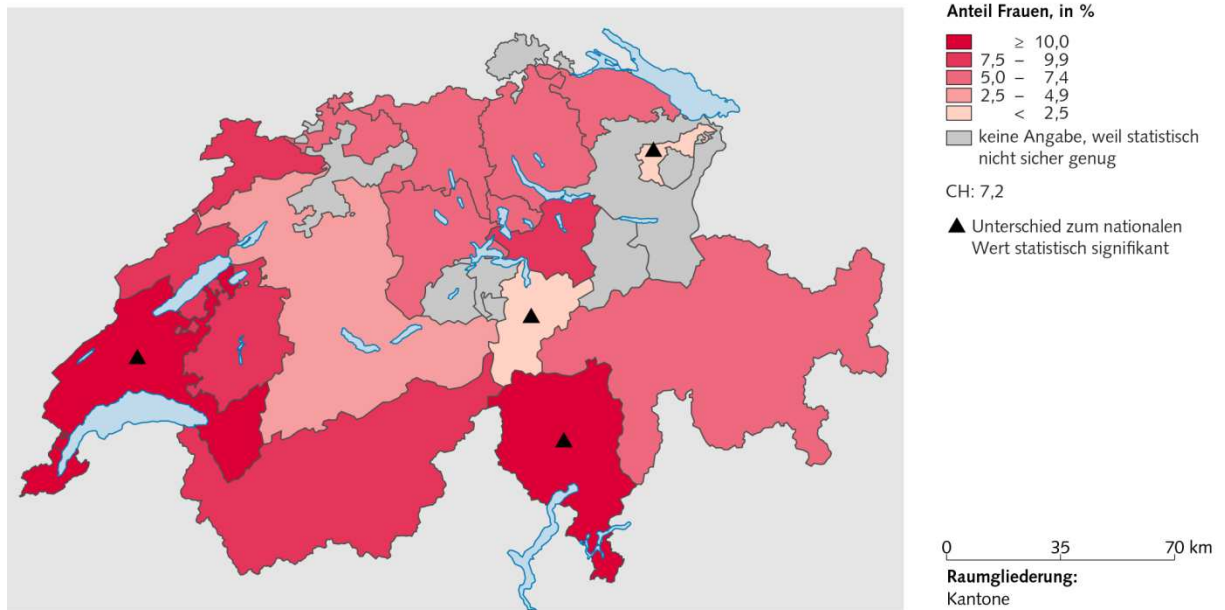 Anteil Frauen, in %
≥ 10,0
7,5 – 9,9
5,0 – 7,4
2,5 – 4,9
< 2,5
keine Angabe, weil statistisch
nicht sicher genug
CH: 7,2
▲ Unterschied zum nationalen
Wert statistisch signifikant
0 35 70 km
Raumgliederung:
Kantone